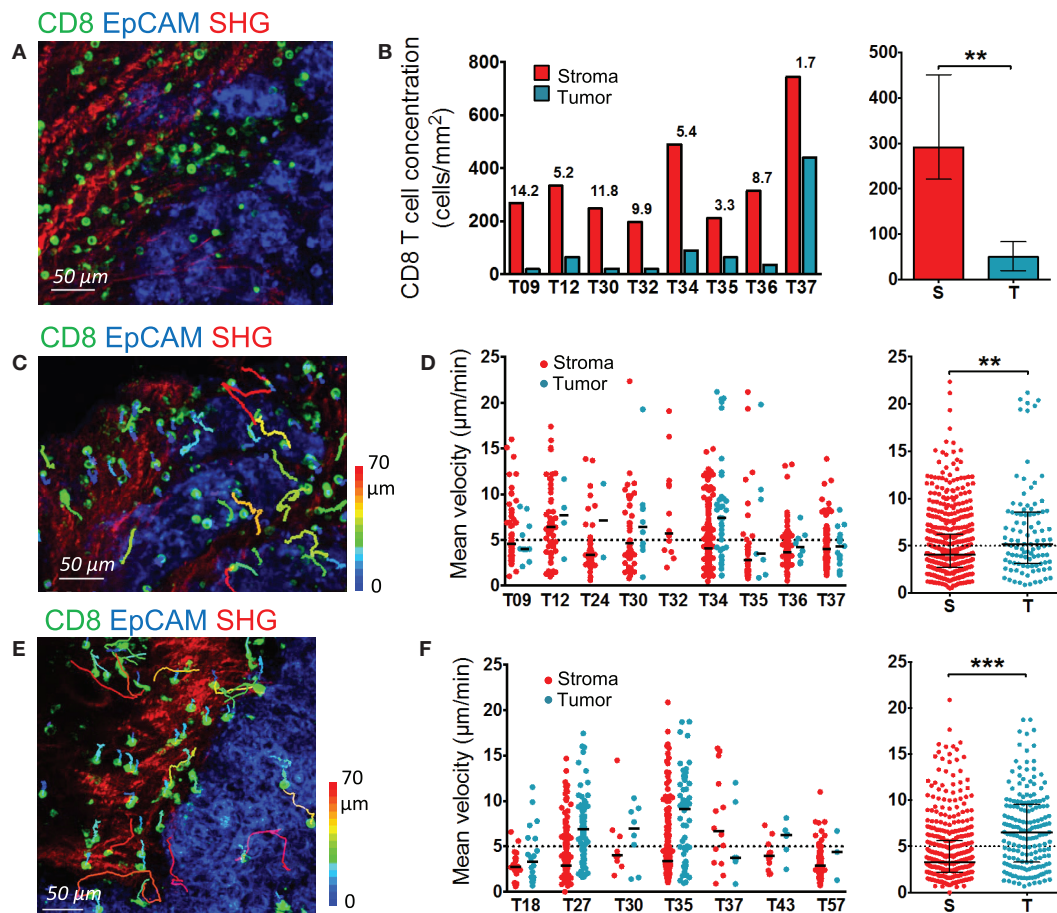 CD8 EpCAM SHG
A
50 µm
B
CD8 T cell concentration
(cells/mm²)
800
600
400
200
0
Stroma
Tumor
14.2
5.2
11.8
9.9
5.4
3.3
8.7
1.7
T09 T12 T30 T32 T34 T35 T36 T37
500
400
300
200
100
0
**
S T
CD8 EpCAM SHG
C
50 µm
70
µm
0
D
Mean velocity (µm/min)
25
20
15
10
5
0
Stroma
Tumor
T09 T12 T24 T30 T32 T34 T35 T36 T37
25
20
15
10
5
0
**
S T
CD8 EpCAM SHG
E
50 µm
70
µm
0
F
Mean velocity (µm/min)
25
20
15
10
5
0
Stroma
Tumor
T18 T27 T30 T35 T37 T43 T57
25
20
15
10
5
0
***
S T